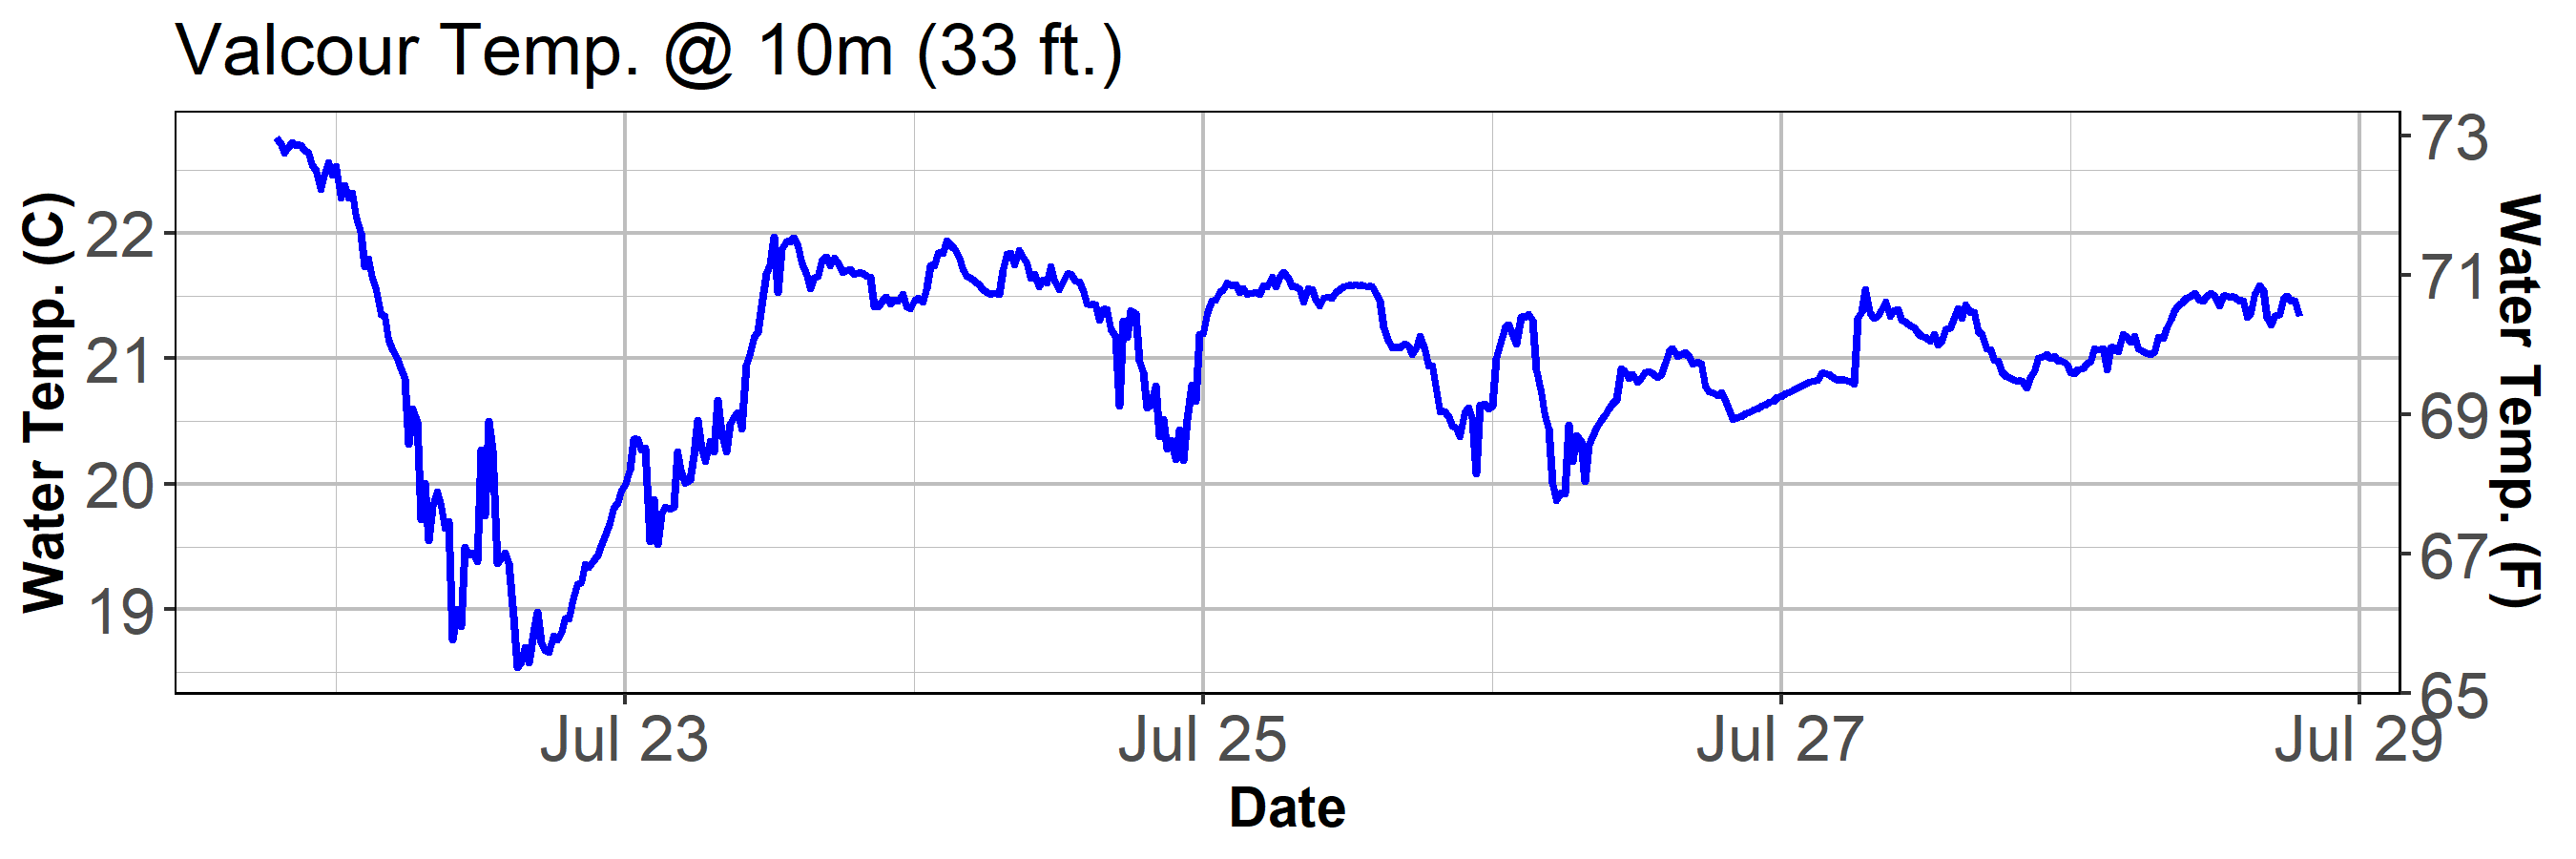 Valcour Temp. @ 10m (33 ft.)
Water Temp. (C)
22
21
20
19
73
71
69
67
65
Water Temp. (F)
Jul 23
Jul 25
Jul 27
Jul 29
Date